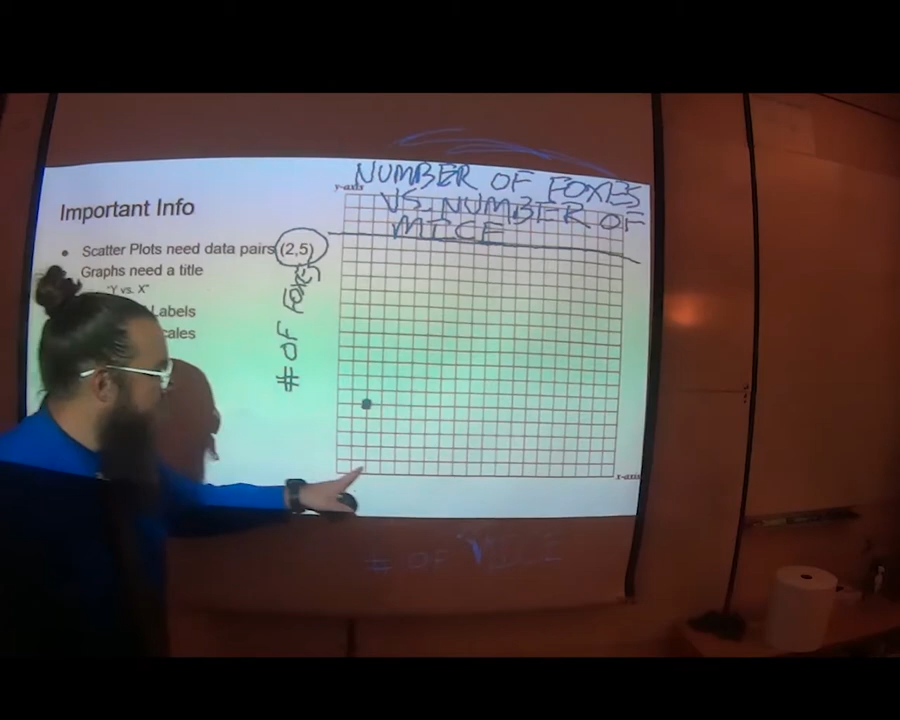 NUMBER OF FOXES
VS. NUMBER OF
MICE
y-axis
Important Info
Scatter Plots need data pairs (2,5)
Graphs need a title
"Y vs. X"
Labels
cales
# OF FOXES
x-axis
# OF MICE